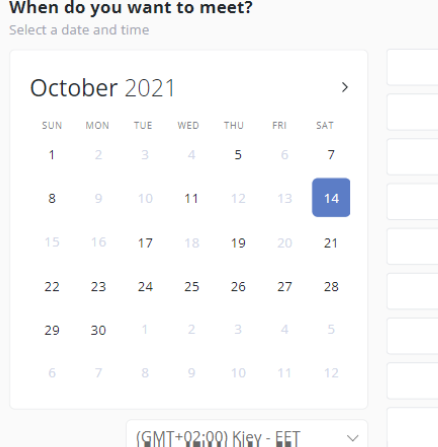 When do you want to meet?
Select a date and time
October 2021
SUN MON TUE WED THU FRI SAT
1 2 3 4 5 6 7
8 9 10 11 12 13 14
15 16 17 18 19 20 21
22 23 24 25 26 27 28
29 30 1 2 3 4 5
6 7 8 9 10 11 12
(GMT+02:00) Kiev - EET